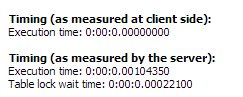 Timing (as measured at client side):
Execution time: 0:00:0.00000000
Timing (as measured by the server):
Execution time: 0:00:0.00104350
Table lock wait time: 0:00:0.00022100